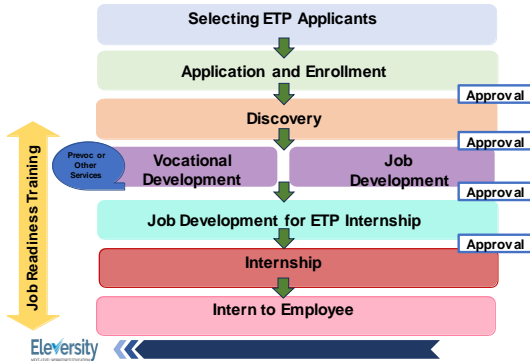 Selecting ETP Applicants
Application and Enrollment
Approval
Discovery
Approval
Prevoc or
Other
Services
Vocational
Development
Job
Development
Approval
Job Development for ETP Internship
Approval
Internship
Intern to Employee
Job Readiness Training
Eleversity